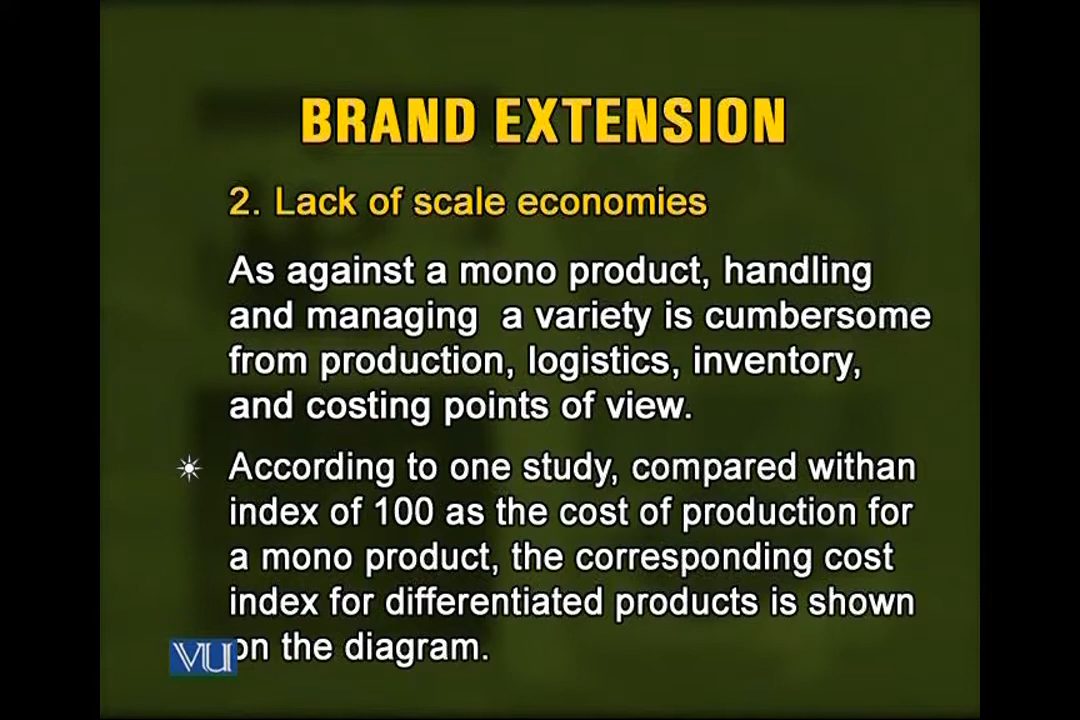 BRAND EXTENSION
2. Lack of scale economies
As against a mono product, handling
and managing a variety is cumbersome
from production, logistics, inventory,
and costing points of view.
According to one study, compared withan
index of 100 as the cost of production for
a mono product, the corresponding cost
index for differentiated products is shown
on the diagram.
VU